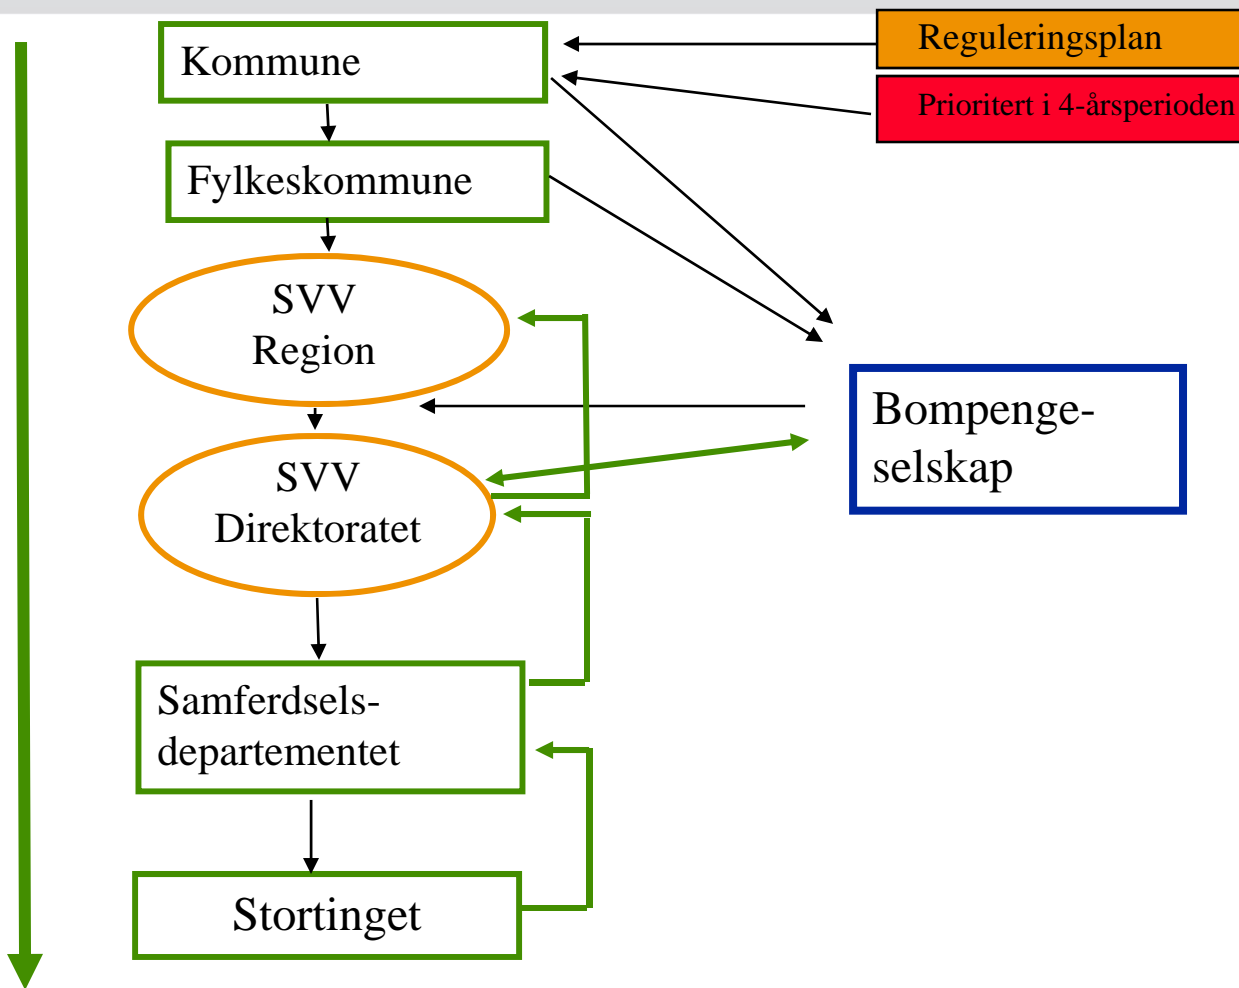 Kommune
Reguleringsplan
Prioritert i 4-årsperioden
Fylkeskommune
SVV
Region
Bompenge-
selskap
SVV
Direktoratet
Samferdsels-
departementet
Stortinget